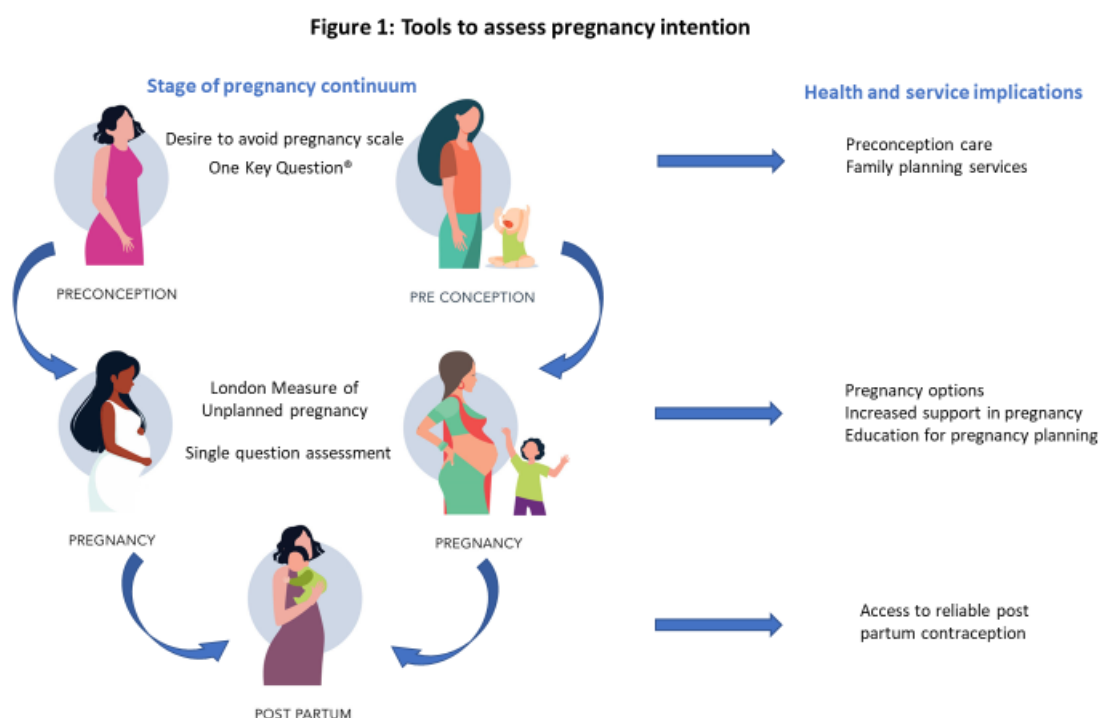 Figure 1: Tools to assess pregnancy intention
Stage of pregnancy continuum
Health and service implications
Desire to avoid pregnancy scale
One Key Question®
Preconception care
Family planning services
PRECONCEPTION
PRE CONCEPTION
London Measure of
Unplanned pregnancy
Single question assessment
Pregnancy options
Increased support in pregnancy
Education for pregnancy planning
PREGNANCY
PREGNANCY
Access to reliable post
partum contraception
POST PARTUM